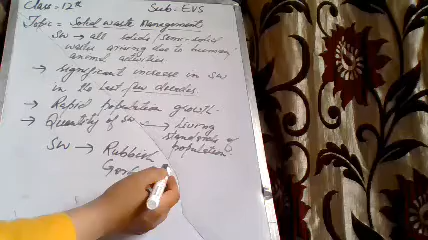 Class - 12th Sub - EVS
Topic = Solid waste Management
SW → all solids/semi-solid
waste arising due to human
animal activities
→ Significant increase in SW
in the last few decades
→ Rapid population growth
→ Quantity of SW → Living
standards of
population
SW → Rubbish